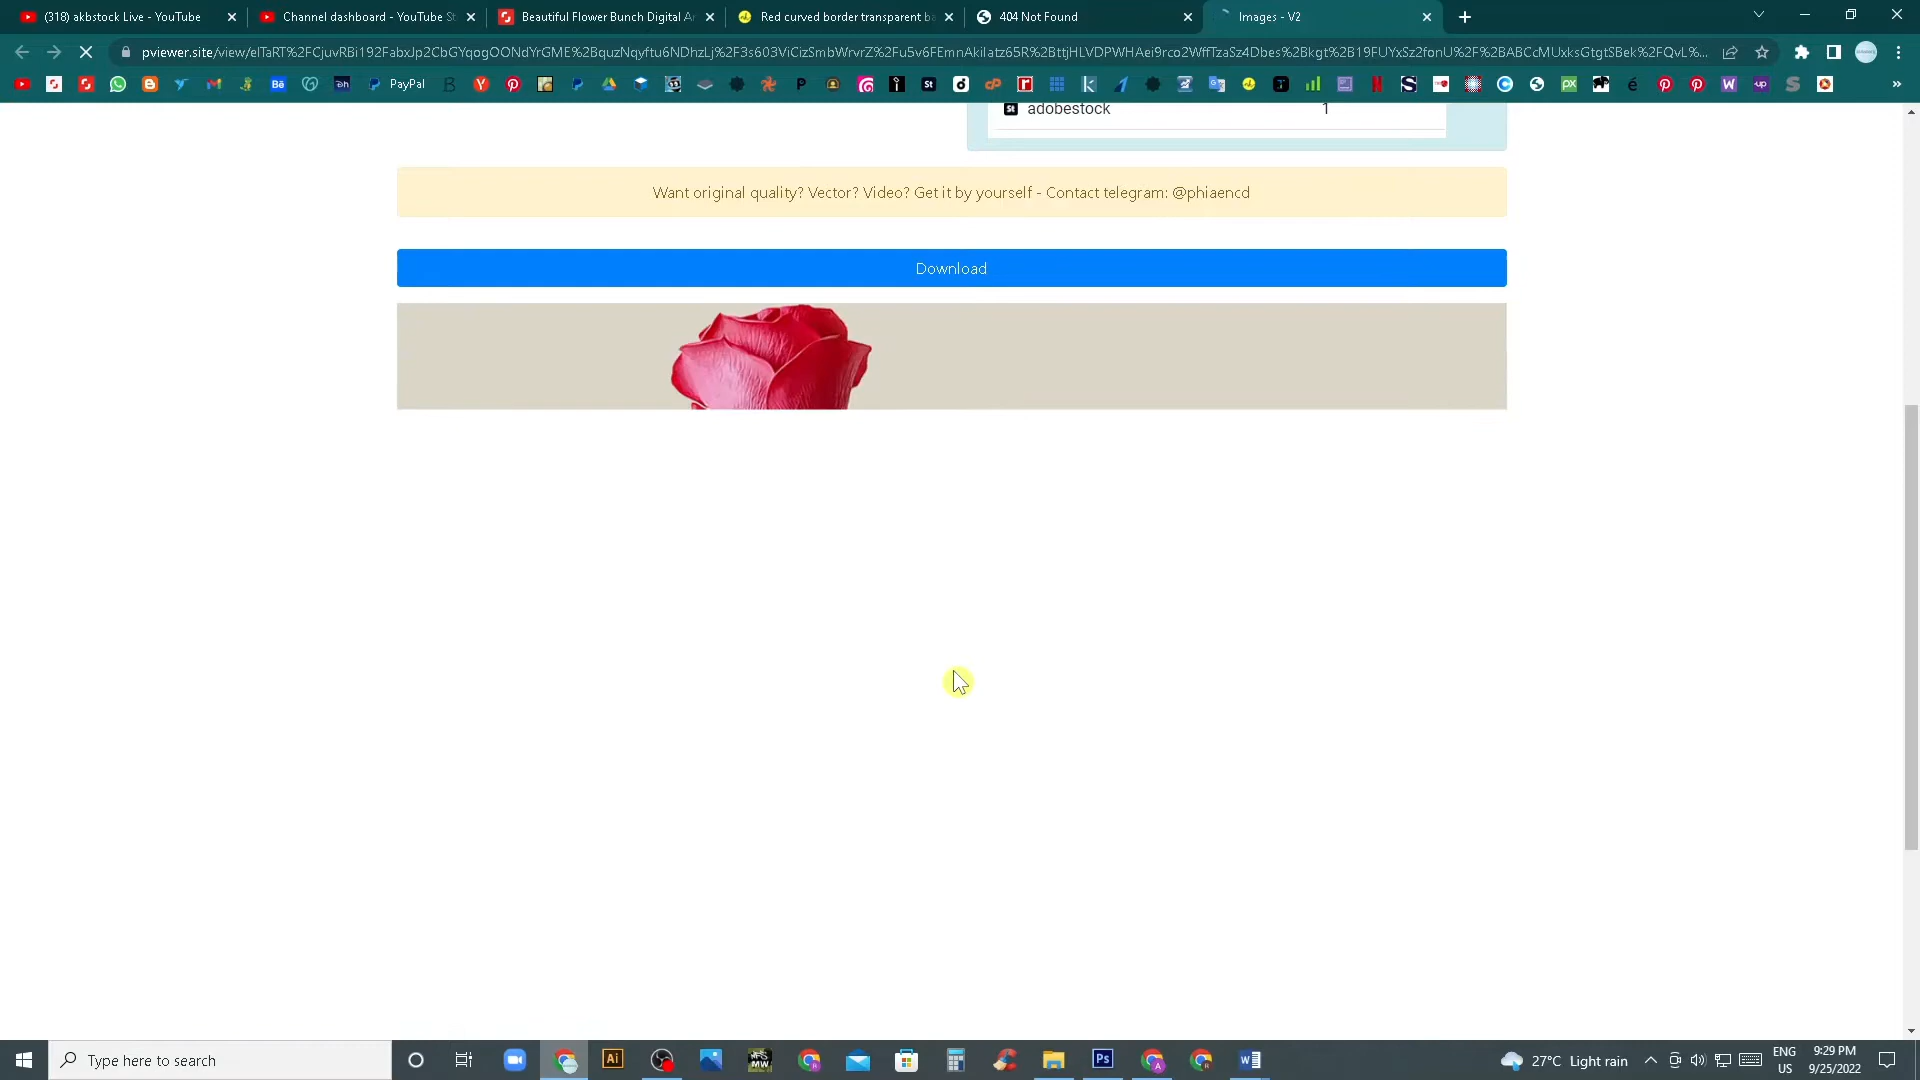 (318) akbstock Live - YouTube
Channel dashboard - YouTube St
Beautiful Flower Bunch Digital Ar
Red curved border transparent ba
404 Not Found
Images - V2
PayPal
adobestock 1
Want original quality? Vector? Video? Get it by yourself - Contact telegram: @phiaencd
Download
Type here to search
27°C Light rain
ENG
US
9:29 PM
9/25/2022